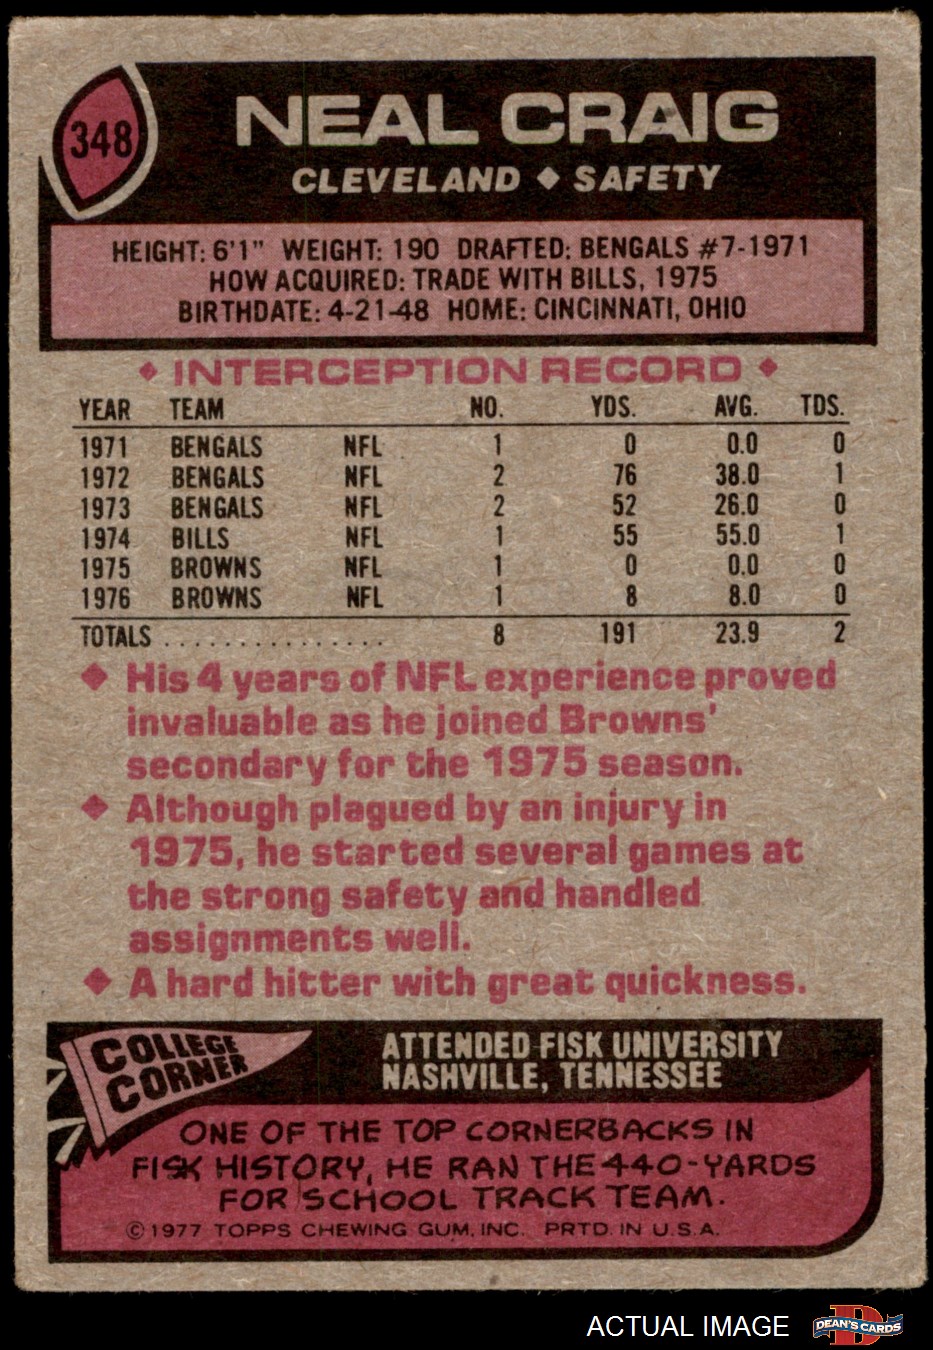 348
NEAL CRAIG
CLEVELAND ♦ SAFETY
HEIGHT: 6'1" WEIGHT: 190 DRAFTED: BENGALS #7-1971
HOW ACQUIRED: TRADE WITH BILLS, 1975
BIRTHDATE: 4-21-48 HOME: CINCINNATI, OHIO
♦ INTERCEPTION RECORD ♦
YEAR TEAM NO. YDS. AVG. TDS.
1971 BENGALS NFL 1 0 0.0 0
1972 BENGALS NFL 2 76 38.0 1
1973 BENGALS NFL 2 52 26.0 0
1974 BILLS NFL 1 55 55.0 1
1975 BROWNS NFL 1 0 0.0 0
1976 BROWNS NFL 1 8 8.0 0
TOTALS ................ 8 191 23.9 2
♦ His 4 years of NFL experience proved
invaluable as he joined Browns'
secondary for the 1975 season.
♦ Although plagued by an injury in
1975, he started several games at
the strong safety and handled
assignments well.
♦ A hard hitter with great quickness.
COLLEGE
CORNER
ATTENDED FISK UNIVERSITY
NASHVILLE, TENNESSEE
ONE OF THE TOP CORNERBACKS IN
FISK HISTORY, HE RAN THE 440-YARDS
FOR SCHOOL TRACK TEAM.
© 1977 TOPPS CHEWING GUM, INC. PRTD. IN U.S.A.
ACTUAL IMAGE
D
DEAN'S CARDS